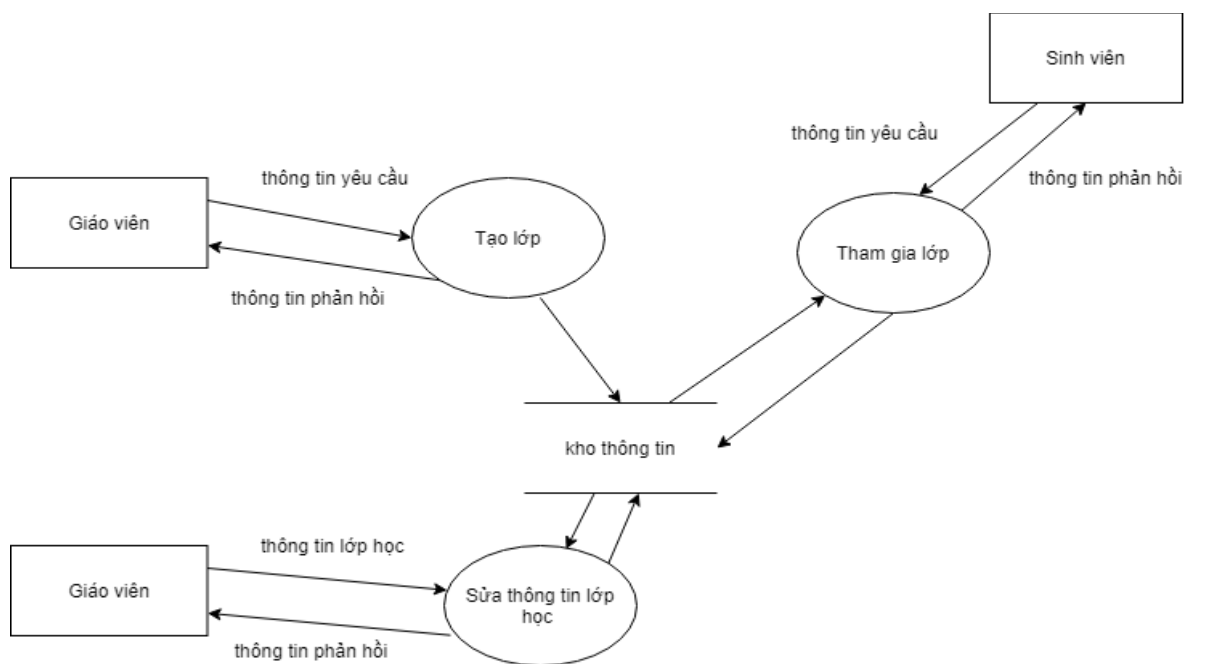 Sinh viên
thông tin yêu cầu
thông tin yêu cầu
thông tin phản hồi
Giáo viên
Tạo lớp
Tham gia lớp
thông tin phản hồi
kho thông tin
thông tin lớp học
Giáo viên
Sửa thông tin lớp
học
thông tin phản hồi